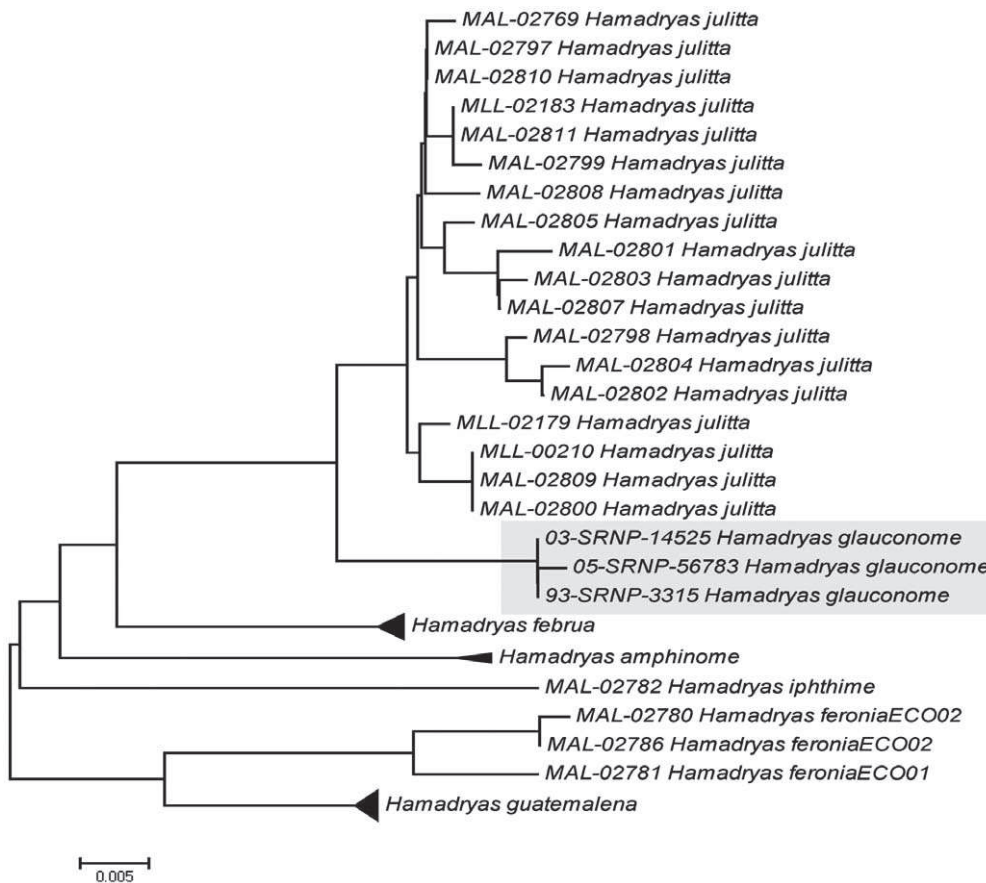 MAL-02769 Hamadryas julitta
MAL-02797 Hamadryas julitta
MAL-02810 Hamadryas julitta
MLL-02183 Hamadryas julitta
MAL-02811 Hamadryas julitta
MAL-02799 Hamadryas julitta
MAL-02808 Hamadryas julitta
MAL-02805 Hamadryas julitta
MAL-02801 Hamadryas julitta
MAL-02803 Hamadryas julitta
MAL-02807 Hamadryas julitta
MAL-02798 Hamadryas julitta
MAL-02804 Hamadryas julitta
MAL-02802 Hamadryas julitta
MLL-02179 Hamadryas julitta
MLL-00210 Hamadryas julitta
MAL-02809 Hamadryas julitta
MAL-02800 Hamadryas julitta
03-SRNP-14525 Hamadryas glauconome
05-SRNP-56783 Hamadryas glauconome
93-SRNP-3315 Hamadryas glauconome
Hamadryas februa
Hamadryas amphinome
MAL-02782 Hamadryas iphthime
MAL-02780 Hamadryas feroniaECO02
MAL-02786 Hamadryas feroniaECO02
MAL-02781 Hamadryas feroniaECO01
Hamadryas guatemalena
0.005